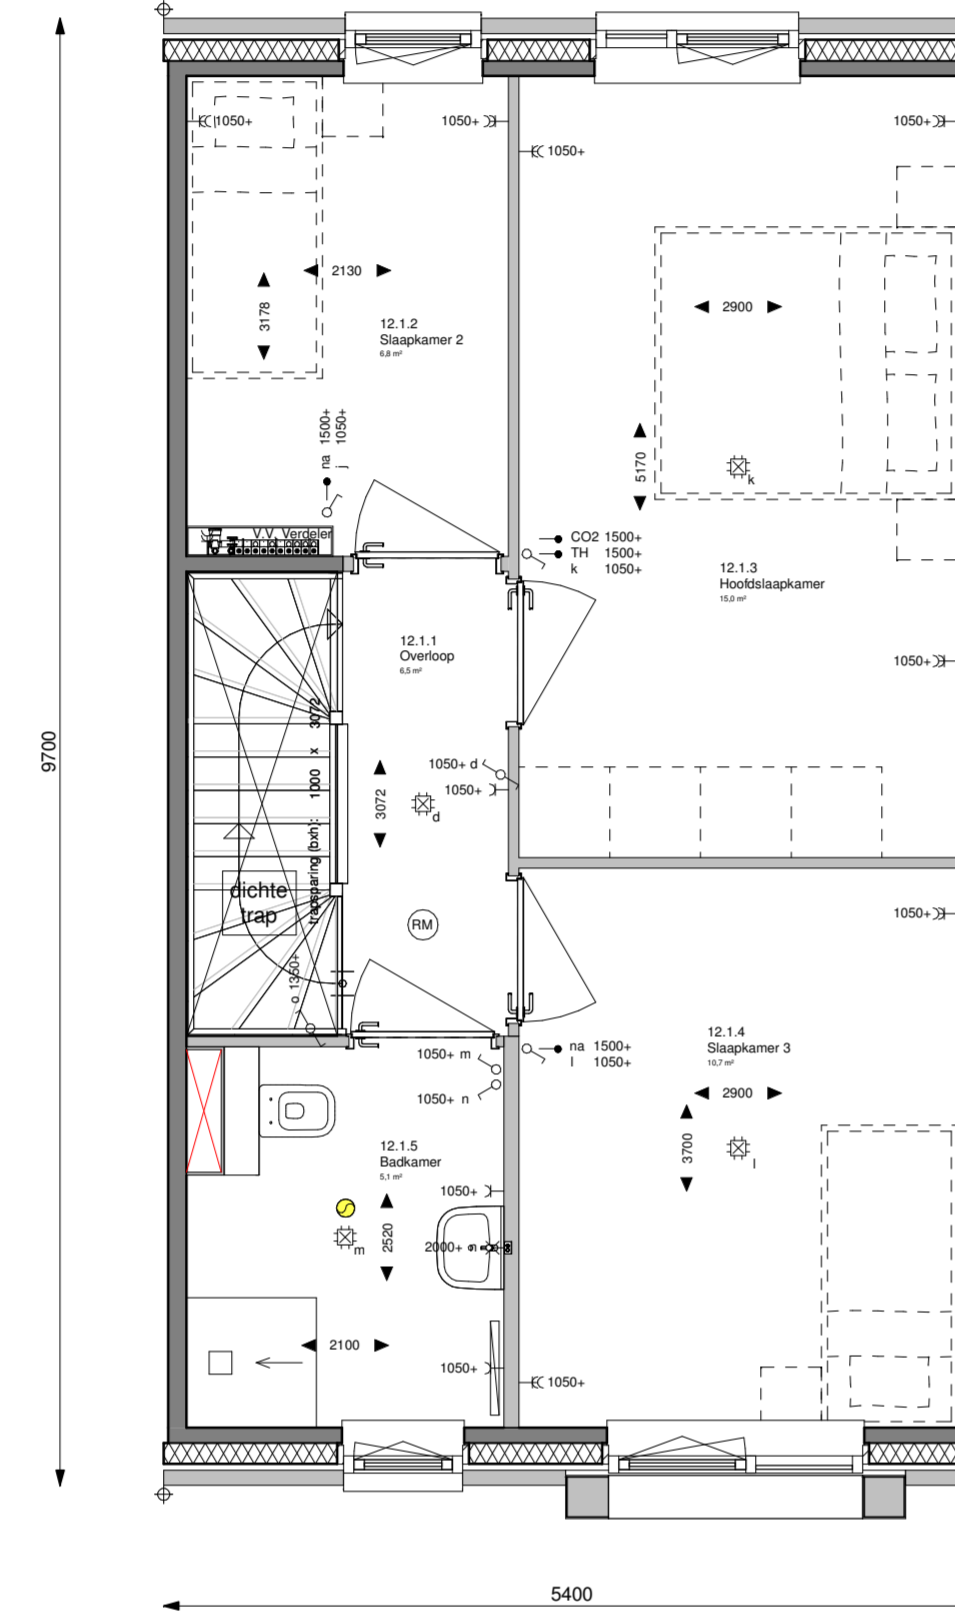 1050+
1050+
1050+
1050+
2130
3178
2900
12.1.2
Slaapkamer 2
6,8 m²
na 1500+
j 1050+
5170
k
V.V. Verdeler
CO2 1500+
TH 1500+
k 1050+
12.1.3
Hoofdslaapkamer
15,0 m²
12.1.1
Overloop
6,5 m²
1050+
trapsparing (bxh): 1000 x 3072
9700
1050+ d
1050+
3072
d
dichte
trap
RM
1050+
o 1350+
12.1.4
Slaapkamer 3
10,7 m²
na 1500+
l 1050+
1050+ m
1050+ n
2900
3700
l
12.1.5
Badkamer
5,1 m²
1050+
m
2520
2000+
2100
1050+
1050+
5400